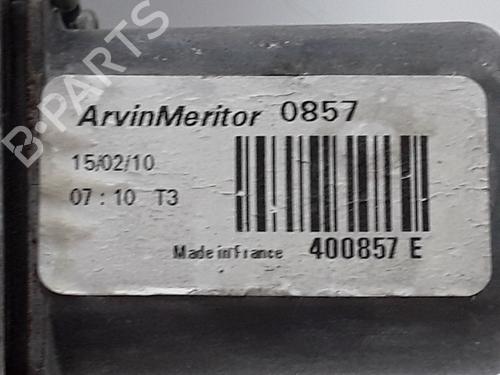 B-PARTS
ArvinMeritor 0857
15/02/10
07 : 10 T3
Made in France 400857 E